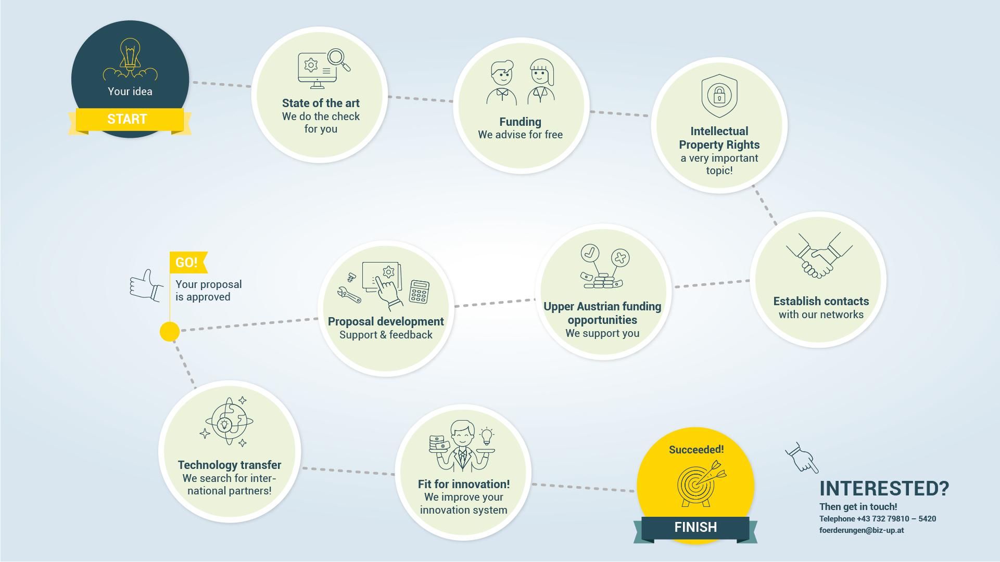 Your idea
START
State of the art
We do the check
for you
Funding
We advise for free
Intellectual
Property Rights
a very important
topic!
Establish contacts
with our networks
Upper Austrian funding
opportunities
We support you
Proposal development
Support & feedback
GO!
Your proposal
is approved
Technology transfer
We search for inter-
national partners!
Fit for innovation!
We improve your
innovation system
Succeeded!
FINISH
INTERESTED?
Then get in touch!
Telephone +43 732 79810 – 5420
foerderungen@biz-up.at